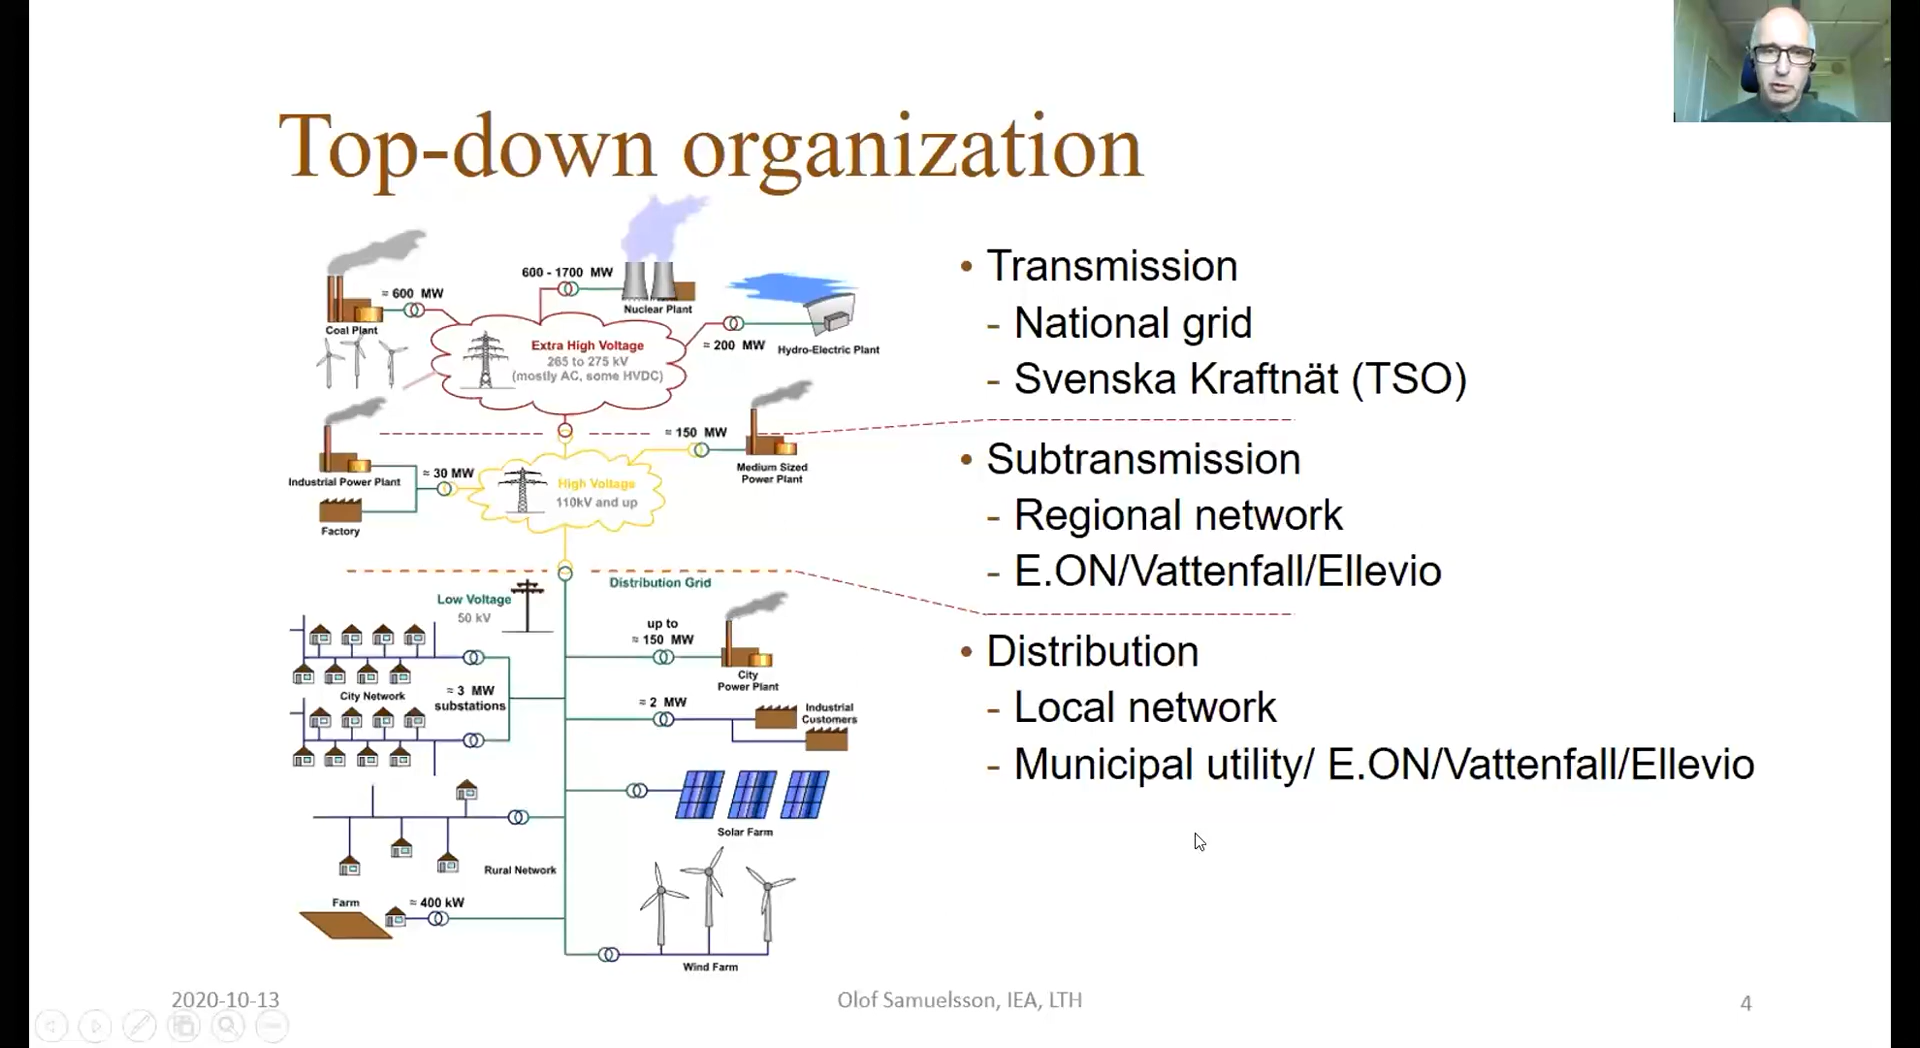 Top-down organization
600 - 1700 MW
Nuclear Plant
≈ 600 MW
Coal Plant
Extra High Voltage
265 to 275 kV
(mostly AC, some HVDC)
≈ 200 MW
Hydro-Electric Plant
≈ 150 MW
Medium Sized
Power Plant
Industrial Power Plant
≈ 30 MW
High Voltage
110kV and up
Factory
Distribution Grid
Low Voltage
50 kV
up to
≈ 150 MW
City
Power Plant
City Network
≈ 3 MW
substations
≈ 2 MW
Industrial
Customers
Solar Farm
Rural Network
Farm
≈ 400 kW
Wind Farm
• Transmission
- National grid
- Svenska Kraftnät (TSO)
• Subtransmission
- Regional network
- E.ON/Vattenfall/Ellevio
• Distribution
- Local network
- Municipal utility/ E.ON/Vattenfall/Ellevio
2020-10-13
Olof Samuelsson, IEA, LTH
4